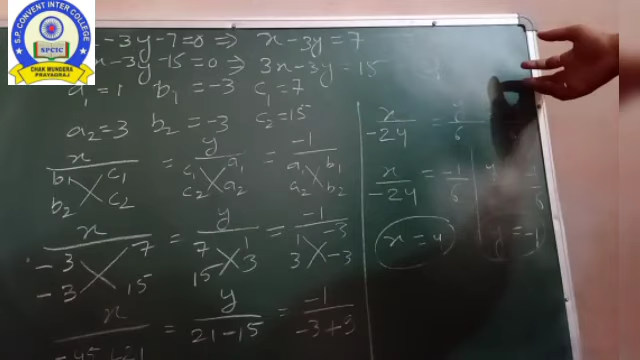 S.P. CONVENT INTER COLLEGE
SPCIC
CHAK MUNDERA
PRAYAGRAJ
x - 3y - 7 = 0 ⇒ x - 3y = 7
x - 3y - 15 = 0 ⇒ 3x - 3y = 15
a₁ = 1 b₁ = -3 c₁ = 7
a₂ = 3 b₂ = -3 c₂ = 15
x = y = -1
b₁ c₁ c₁ a₁ a₁ b₁
b₂ c₂ c₂ a₂ a₂ b₂
x = y = -1
-3 7 7 1 1 -3
-3 15 15 3 3 -3
x = y = -1
-45 + 21 21 - 15 -3 + 9
x/-24 = y/6
x/-24 = -1/6
x = 4
y = -1